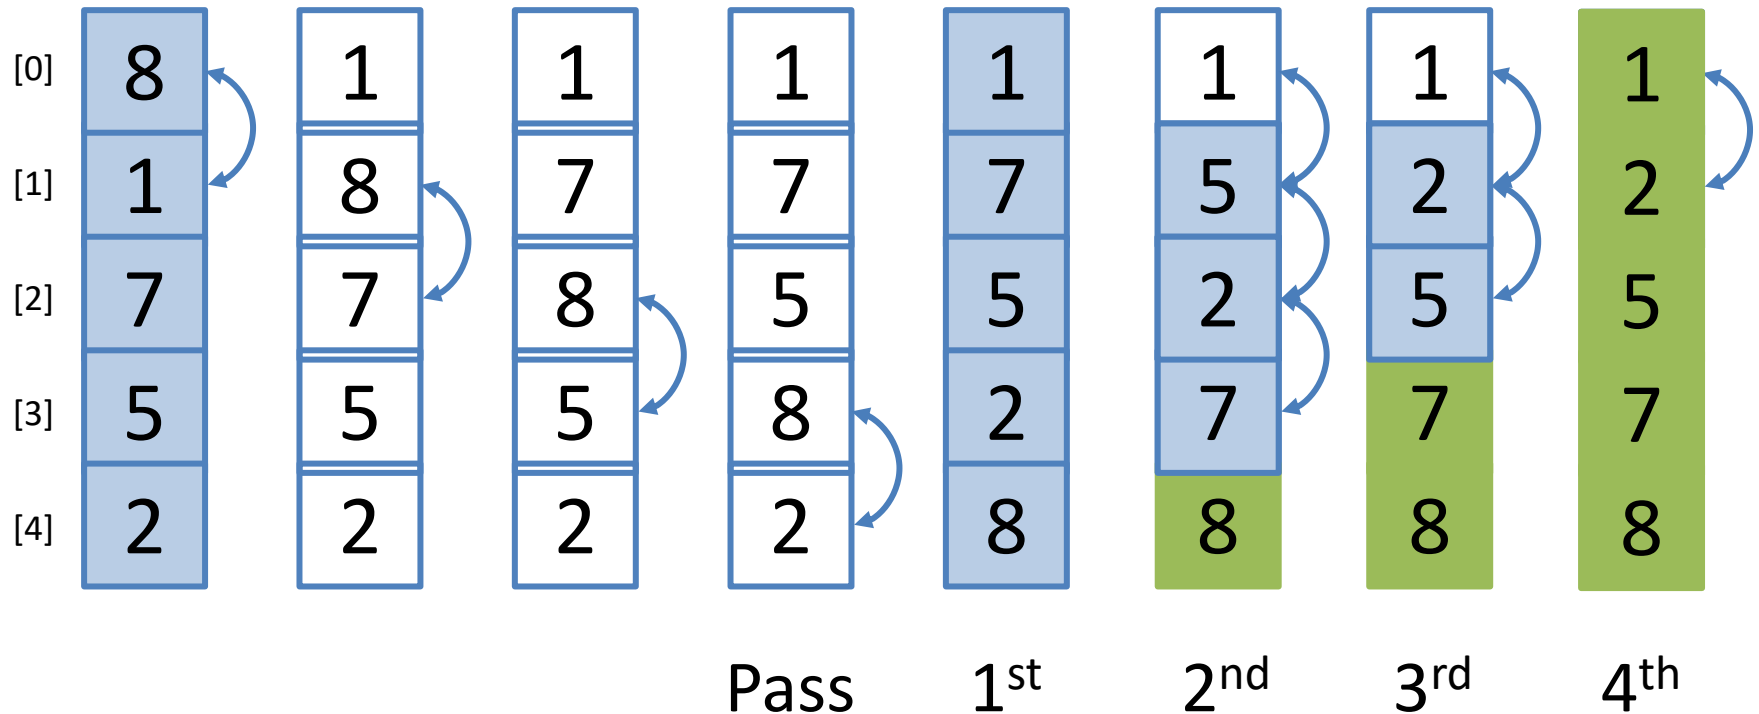 [0] 8 1 1 1 1 1 1 1
[1] 1 8 7 7 7 5 2 2
[2] 7 7 8 5 5 2 5 5
[3] 5 5 5 8 2 7 7 7
[4] 2 2 2 2 8 8 8 8
Pass 1st 2nd 3rd 4th